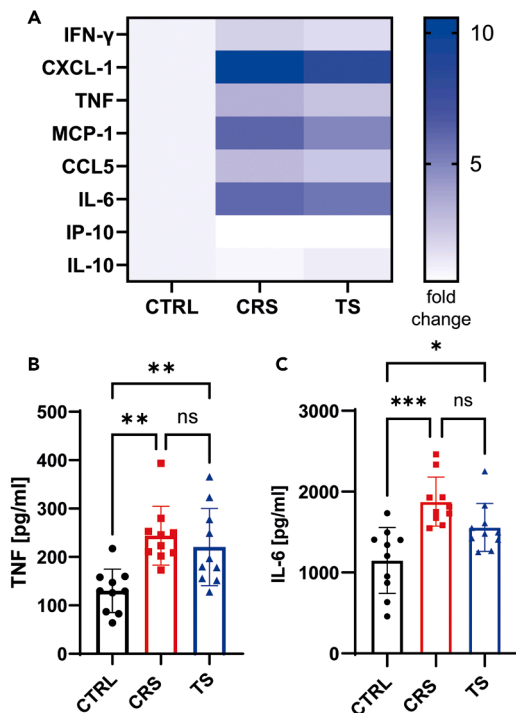 A
IFN-γ
CXCL-1
TNF
MCP-1
CCL5
IL-6
IP-10
IL-10
CTRL CRS TS
10
5
fold
change
B
** 
** ns
TNF [pg/ml]
500
400
300
200
100
0
CTRL CRS TS
C
*
*** ns
IL-6 [pg/ml]
3000
2000
1000
0
CTRL CRS TS